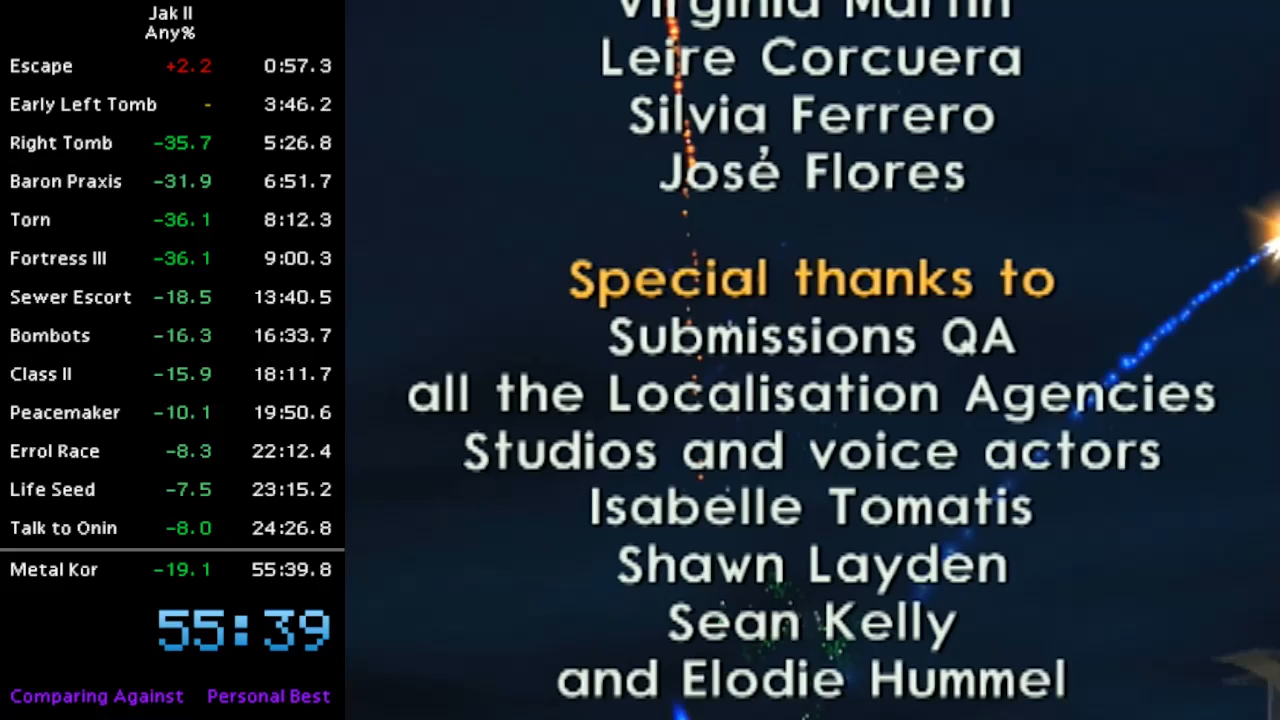 Jak II
Any%
Escape +2.2 0:57.3
Early Left Tomb - 3:46.2
Right Tomb -35.7 5:26.8
Baron Praxis -31.9 6:51.7
Torn -36.1 8:12.3
Fortress III -36.1 9:00.3
Sewer Escort -18.5 13:40.5
Bombots -16.3 16:33.7
Class II -15.9 18:11.7
Peacemaker -10.1 19:50.6
Errol Race -8.3 22:12.4
Life Seed -7.5 23:15.2
Talk to Onin -8.0 24:26.8
Metal Kor -19.1 55:39.8
55:39
Comparing Against Personal Best
Virginia Martin
Leire Corcuera
Silvia Ferrero
José Flores
Special thanks to
Submissions QA
all the Localisation Agencies
Studios and voice actors
Isabelle Tomatis
Shawn Layden
Sean Kelly
and Elodie Hummel